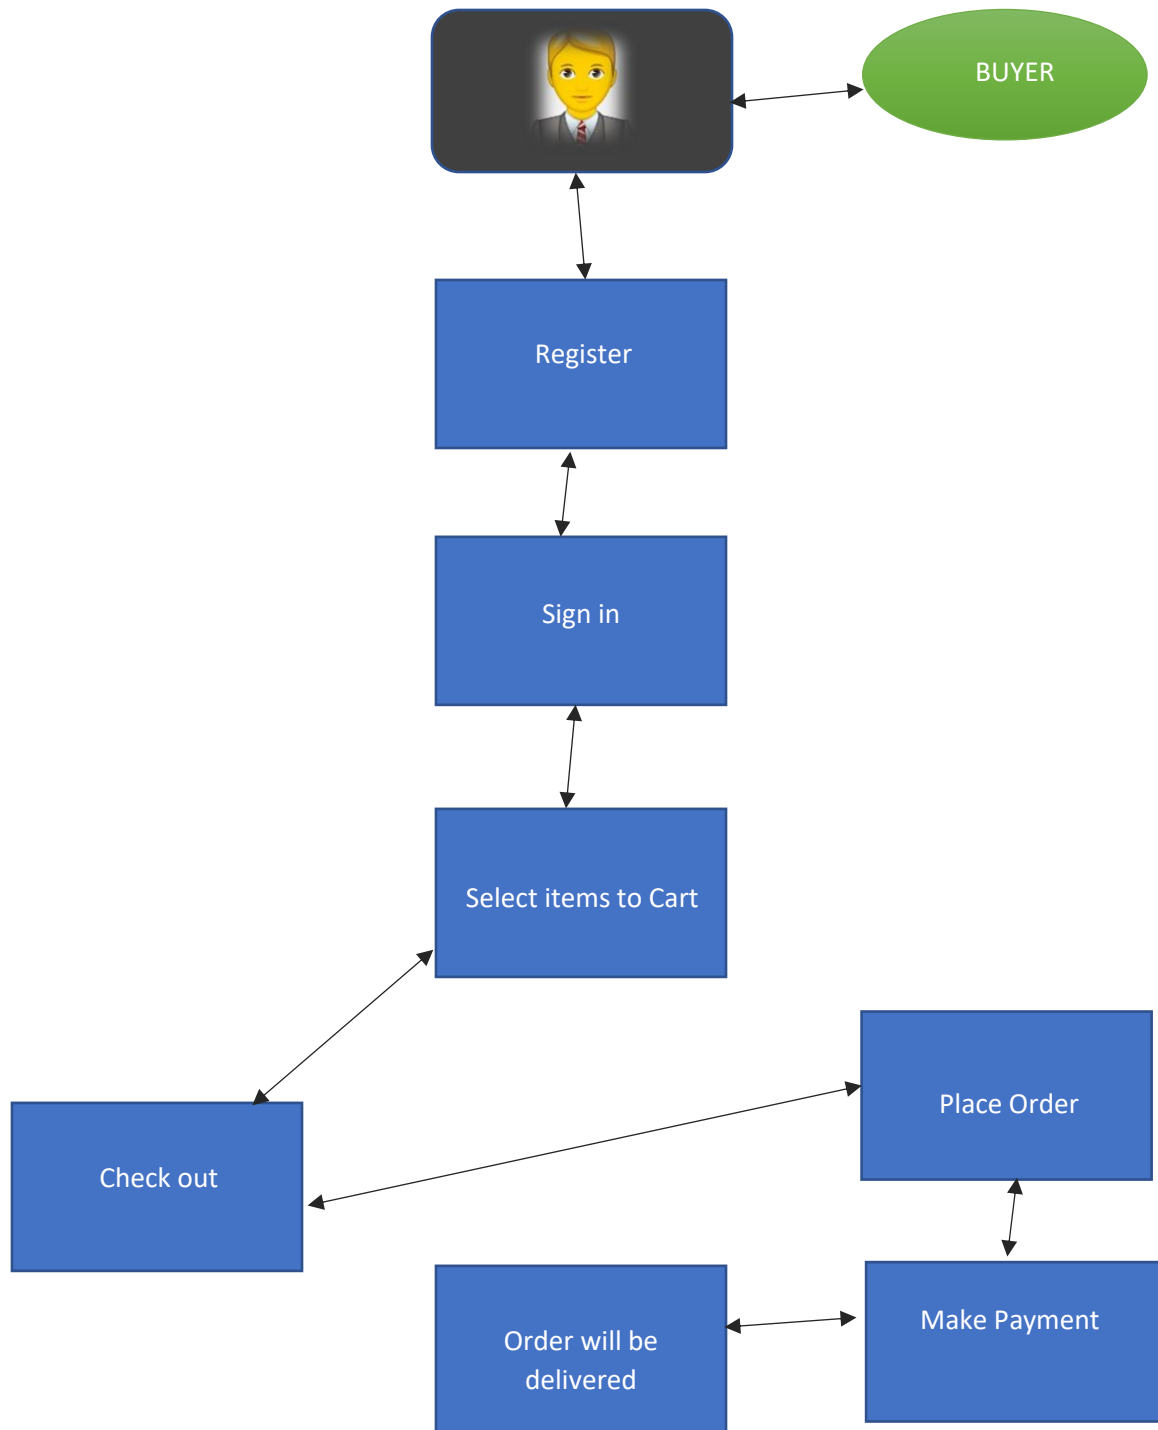 BUYER
Register
Sign in
Select items to Cart
Place Order
Check out
Make Payment
Order will be
delivered